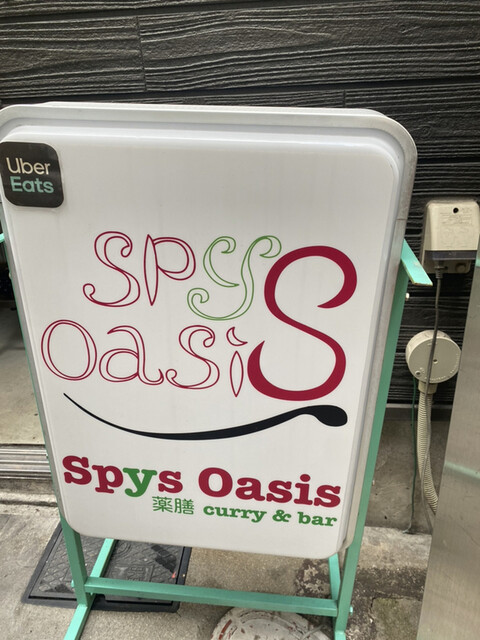 Uber
Eats
spys
oasis
Spys Oasis
薬膳 curry & bar